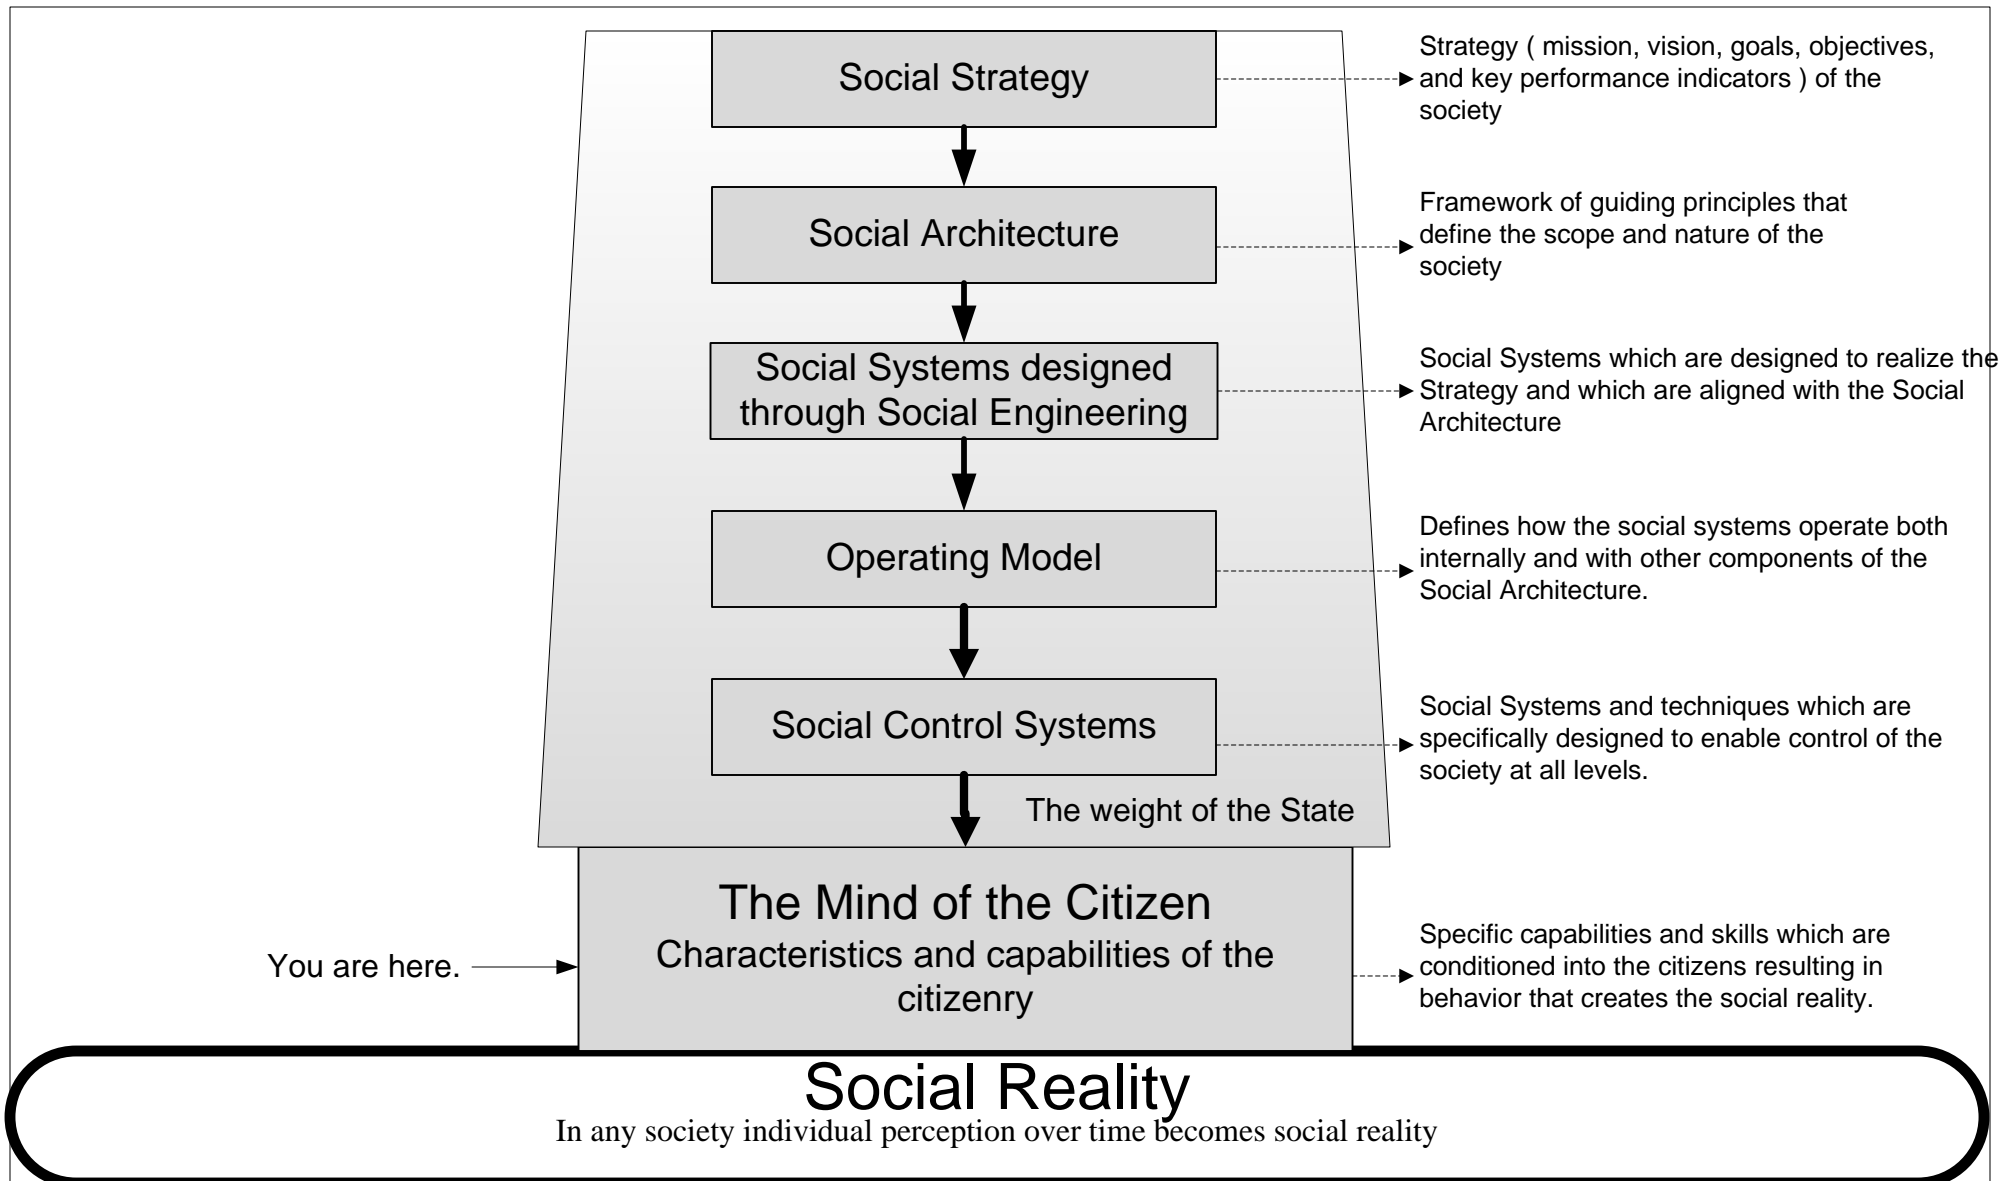 Social Strategy
Strategy ( mission, vision, goals, objectives,
and key performance indicators ) of the
society
Social Architecture
Framework of guiding principles that
define the scope and nature of the
society
Social Systems designed
through Social Engineering
Social Systems which are designed to realize the
Strategy and which are aligned with the Social
Architecture
Operating Model
Defines how the social systems operate both
internally and with other components of the
Social Architecture.
Social Control Systems
Social Systems and techniques which are
specifically designed to enable control of the
society at all levels.
The weight of the State
The Mind of the Citizen
Characteristics and capabilities of the
citizenry
You are here.
Specific capabilities and skills which are
conditioned into the citizens resulting in
behavior that creates the social reality.
Social Reality
In any society individual perception over time becomes social reality